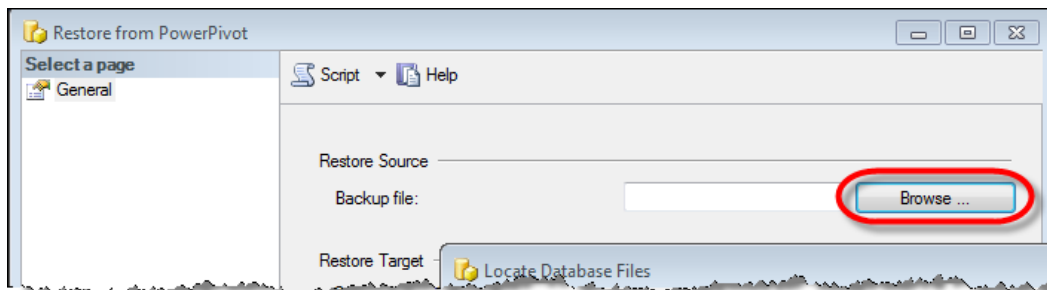 Restore from PowerPivot
Select a page
General
Script
Help
Restore Source
Backup file:
Browse ...
Restore Target
Locate Database Files